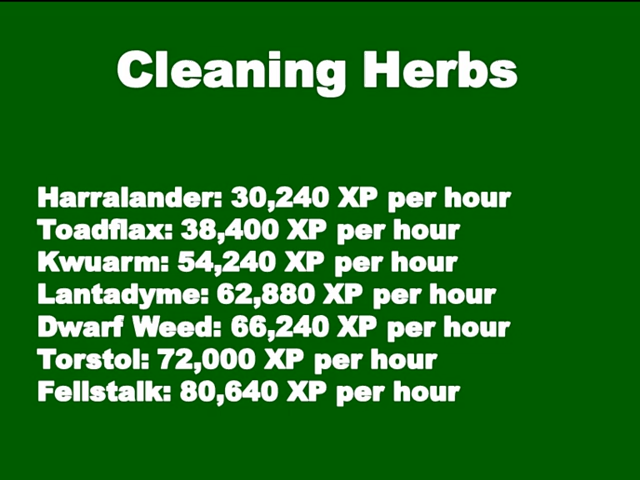 Cleaning Herbs
Harralander: 30,240 XP per hour
Toadflax: 38,400 XP per hour
Kwuarm: 54,240 XP per hour
Lantadyme: 62,880 XP per hour
Dwarf Weed: 66,240 XP per hour
Torstol: 72,000 XP per hour
Fellstalk: 80,640 XP per hour